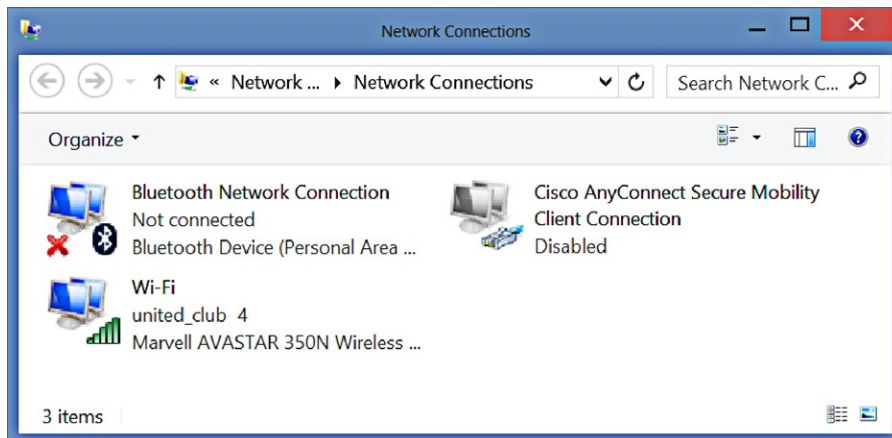 Network Connections
« Network ... Network Connections
Search Network C...
Organize
Bluetooth Network Connection
Not connected
Bluetooth Device (Personal Area ...
Cisco AnyConnect Secure Mobility
Client Connection
Disabled
Wi-Fi
united_club 4
Marvell AVASTAR 350N Wireless ...
3 items